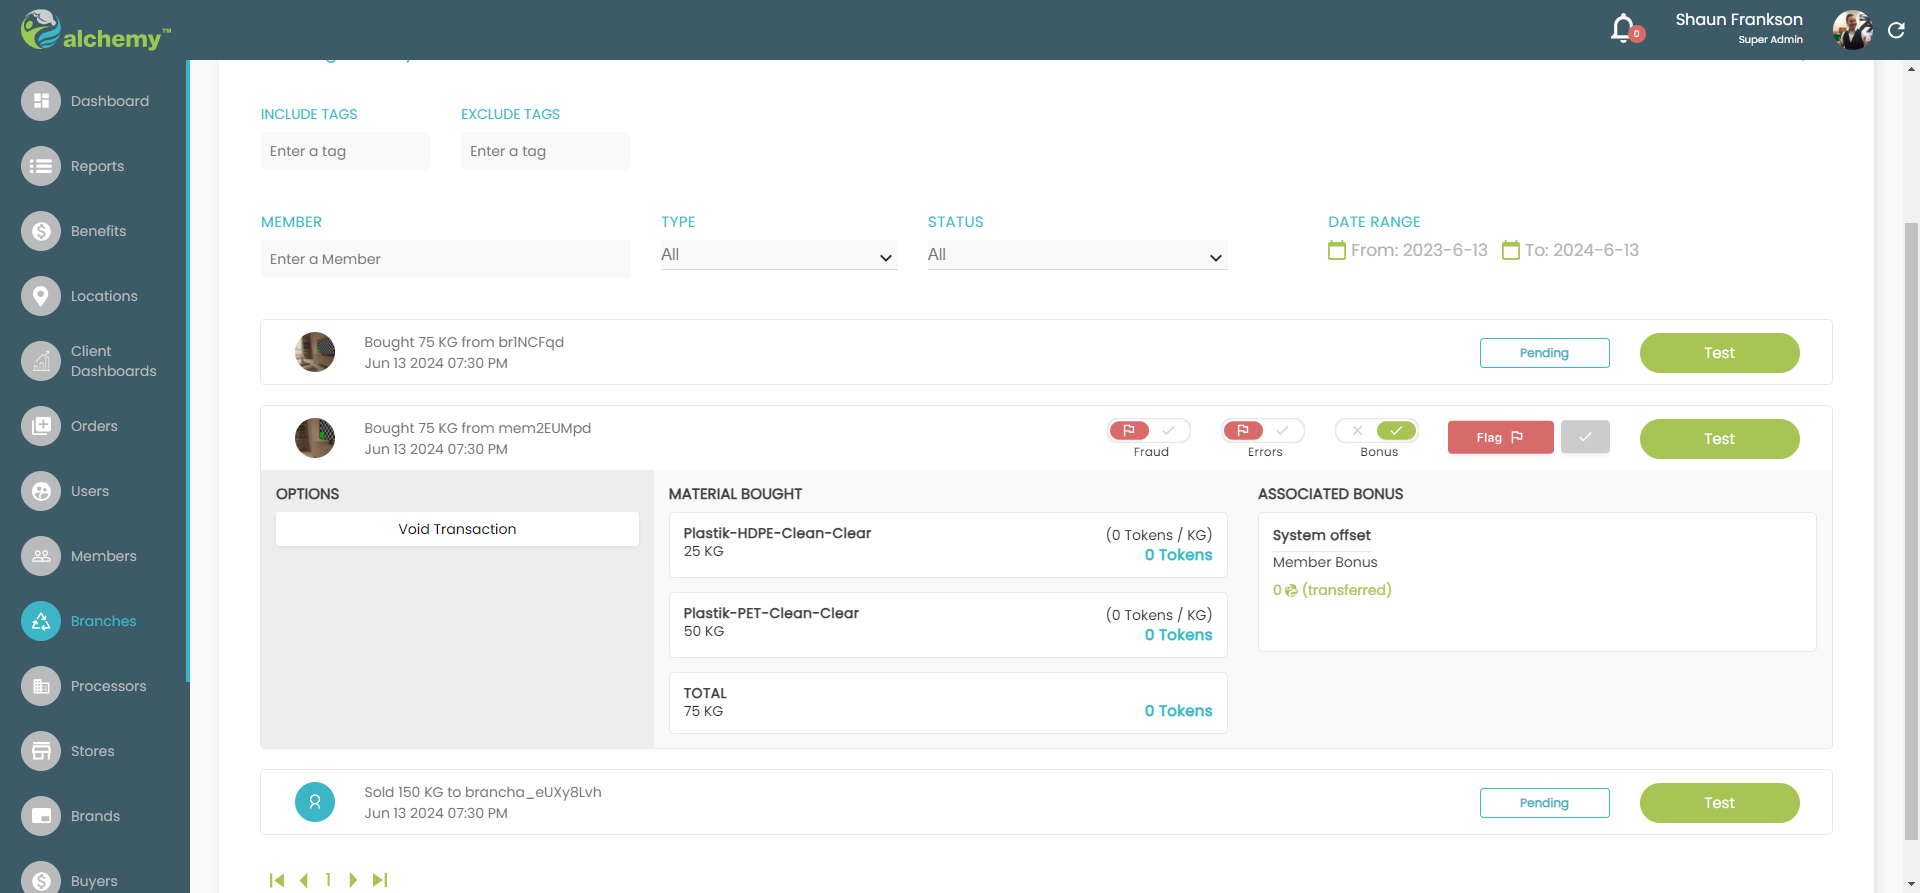 alchemy™
0
Shaun Frankson
Super Admin
Dashboard
Reports
Benefits
Locations
Client
Dashboards
Orders
Users
Members
Branches
Processors
Stores
Brands
Buyers
INCLUDE TAGS
EXCLUDE TAGS
Enter a tag
Enter a tag
MEMBER
TYPE
STATUS
DATE RANGE
Enter a Member
All
All
From: 2023-6-13
To: 2024-6-13
Bought 75 KG from br1NCFqd
Jun 13 2024 07:30 PM
Pending
Test
Bought 75 KG from mem2EUMpd
Jun 13 2024 07:30 PM
Fraud
Errors
Bonus
Flag
Test
OPTIONS
Void Transaction
MATERIAL BOUGHT
Plastik-HDPE-Clean-Clear
(0 Tokens / KG)
25 KG
0 Tokens
Plastik-PET-Clean-Clear
(0 Tokens / KG)
50 KG
0 Tokens
TOTAL
75 KG
0 Tokens
ASSOCIATED BONUS
System offset
Member Bonus
0 (transferred)
Sold 150 KG to brancha_eUXy8Lvh
Jun 13 2024 07:30 PM
Pending
Test
1